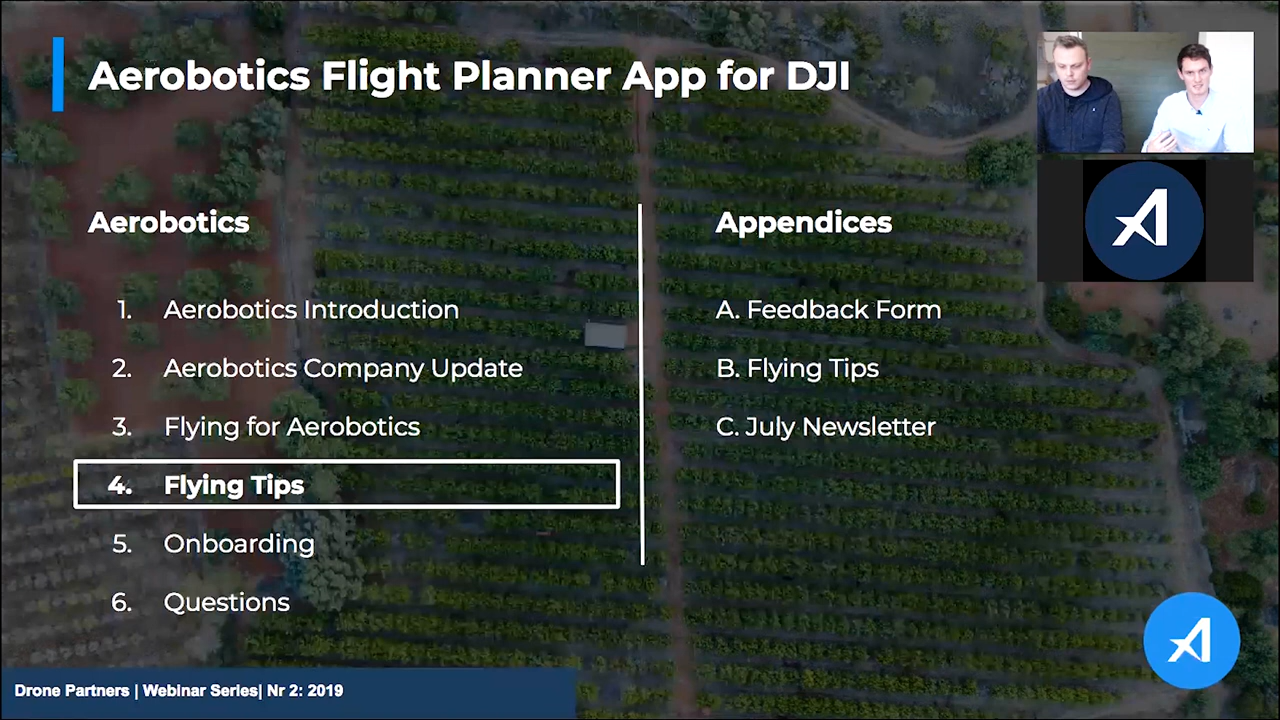 Aerobotics Flight Planner App for DJI
Aerobotics
1. Aerobotics Introduction
2. Aerobotics Company Update
3. Flying for Aerobotics
4. Flying Tips
5. Onboarding
6. Questions
Appendices
A. Feedback Form
B. Flying Tips
C. July Newsletter
Drone Partners | Webinar Series| Nr 2: 2019